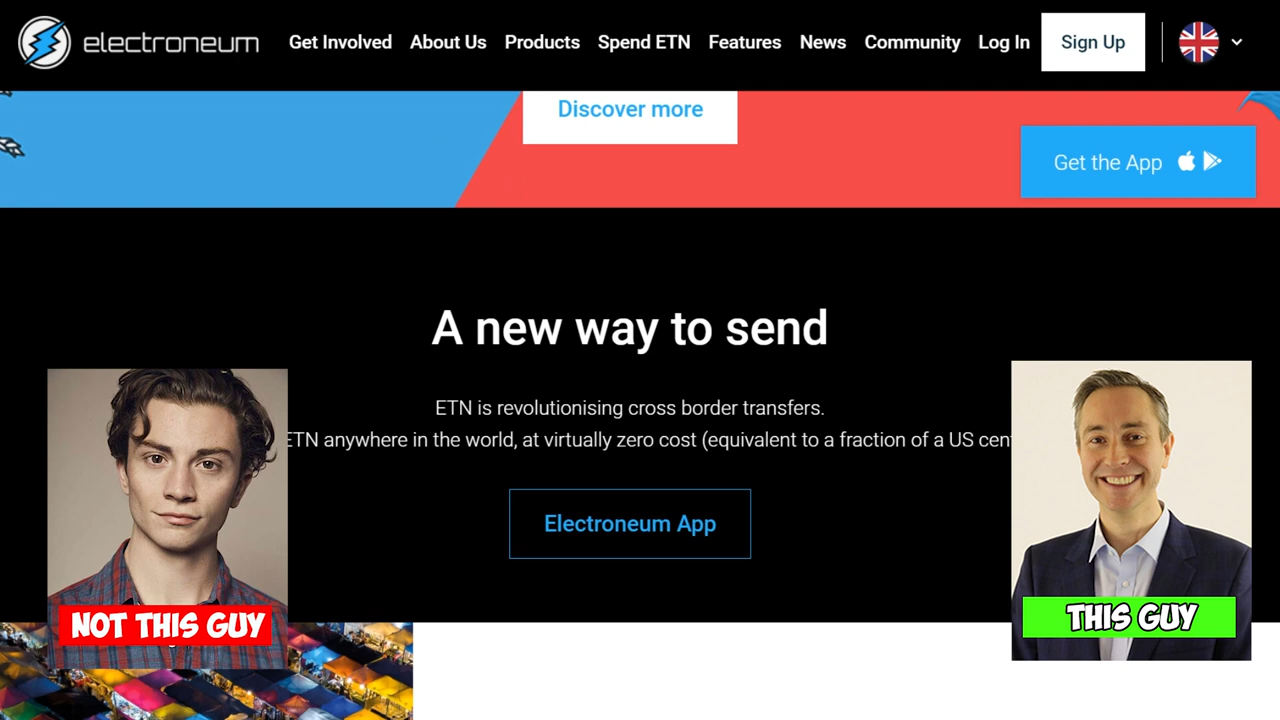 electroneum
Get Involved About Us Products Spend ETN Features News Community Log In Sign Up
Discover more
Get the App
A new way to send
ETN is revolutionising cross border transfers.
ETN anywhere in the world, at virtually zero cost (equivalent to a fraction of a US cent
Electroneum App
NOT THIS GUY
THIS GUY